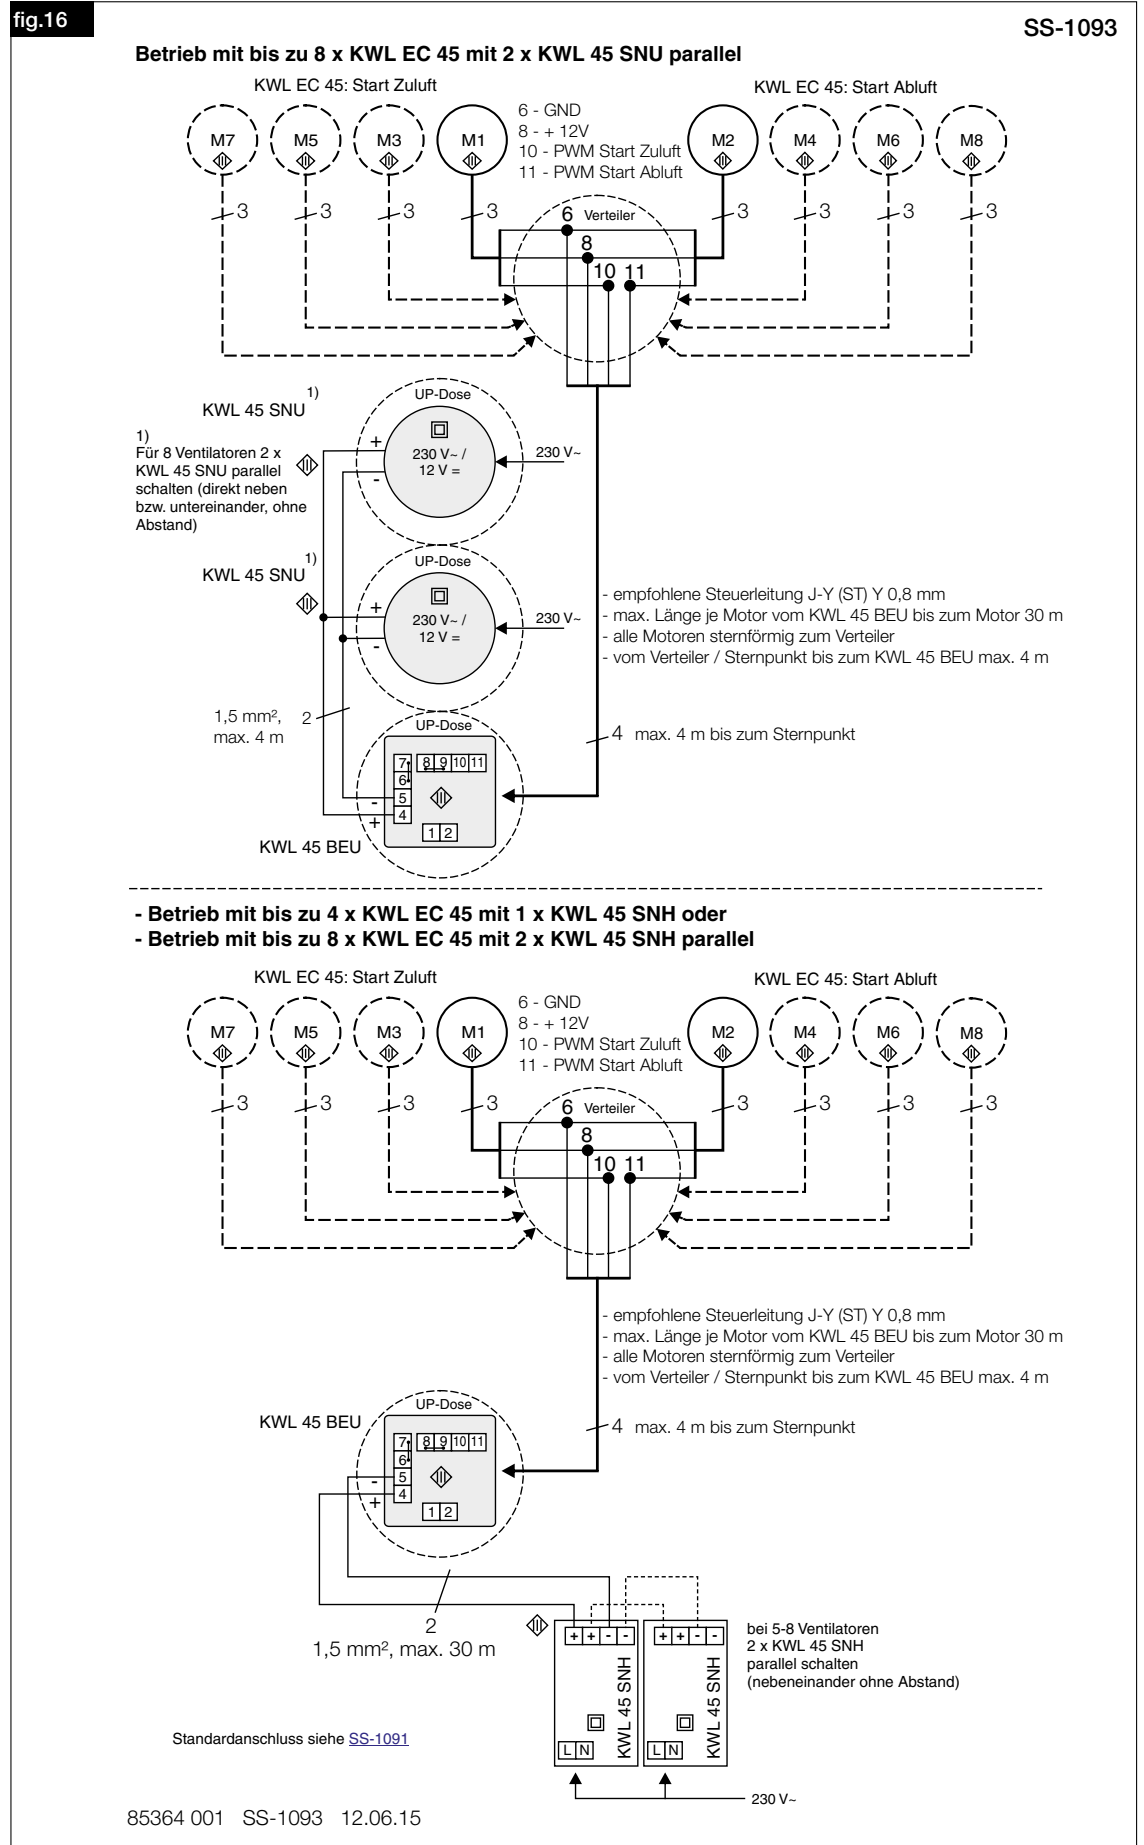 fig.16
SS-1093
Betrieb mit bis zu 8 x KWL EC 45 mit 2 x KWL 45 SNU parallel
KWL EC 45: Start Zuluft
KWL EC 45: Start Abluft
6 - GND
8 - + 12V
10 - PWM Start Zuluft
11 - PWM Start Abluft
M7 M5 M3 M1 M2 M4 M6 M8
3 3 3 3 3 3 3 3
6 Verteiler
8
10 11
KWL 45 SNU 1)
UP-Dose
1)
Für 8 Ventilatoren 2 x
KWL 45 SNU parallel
schalten (direkt neben
bzw. untereinander, ohne
Abstand)
+
-
230 V~ /
12 V =
230 V~
KWL 45 SNU 1)
UP-Dose
+
-
230 V~ /
12 V =
230 V~
- empfohlene Steuerleitung J-Y (ST) Y 0,8 mm
- max. Länge je Motor vom KWL 45 BEU bis zum Motor 30 m
- alle Motoren sternförmig zum Verteiler
- vom Verteiler / Sternpunkt bis zum KWL 45 BEU max. 4 m
1,5 mm², 2
max. 4 m
UP-Dose
4 max. 4 m bis zum Sternpunkt
7 8 9 10 11
6
- 5
+ 4
1 2
KWL 45 BEU
- Betrieb mit bis zu 4 x KWL EC 45 mit 1 x KWL 45 SNH oder
- Betrieb mit bis zu 8 x KWL EC 45 mit 2 x KWL 45 SNH parallel
KWL EC 45: Start Zuluft
KWL EC 45: Start Abluft
6 - GND
8 - + 12V
10 - PWM Start Zuluft
11 - PWM Start Abluft
M7 M5 M3 M1 M2 M4 M6 M8
3 3 3 3 3 3 3 3
6 Verteiler
8
10 11
- empfohlene Steuerleitung J-Y (ST) Y 0,8 mm
- max. Länge je Motor vom KWL 45 BEU bis zum Motor 30 m
- alle Motoren sternförmig zum Verteiler
- vom Verteiler / Sternpunkt bis zum KWL 45 BEU max. 4 m
UP-Dose
KWL 45 BEU
4 max. 4 m bis zum Sternpunkt
7 8 9 10 11
6
- 5
+ 4
1 2
2
1,5 mm², max. 30 m
+ + - -
+ + - -
KWL 45 SNH
KWL 45 SNH
bei 5-8 Ventilatoren
2 x KWL 45 SNH
parallel schalten
(nebeneinander ohne Abstand)
L N
L N
Standardanschluss siehe SS-1091
230 V~
85364 001 SS-1093 12.06.15